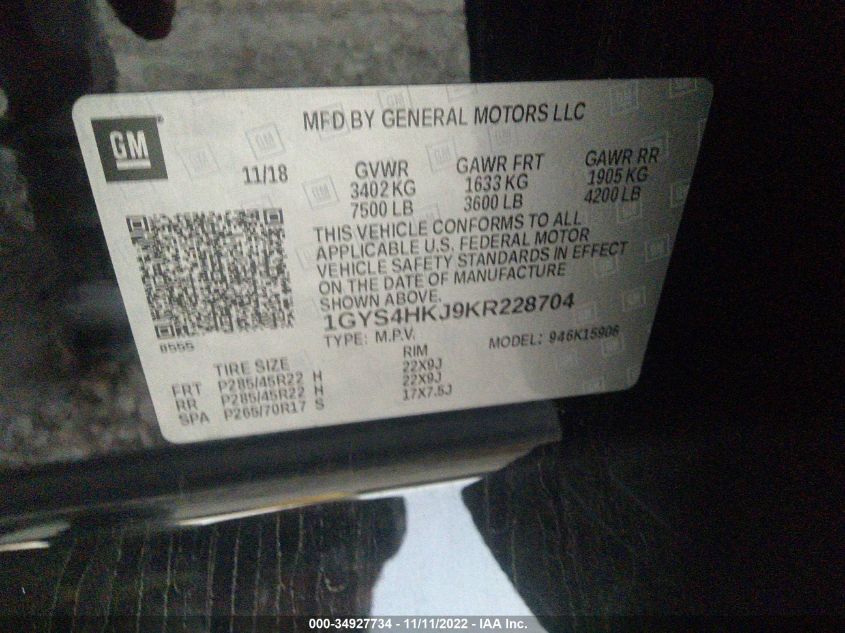 GM
MFD BY GENERAL MOTORS LLC
11/18
GVWR
3402 KG
7500 LB
GAWR FRT
1633 KG
3600 LB
GAWR RR
1905 KG
4200 LB
THIS VEHICLE CONFORMS TO ALL
APPLICABLE U.S. FEDERAL MOTOR
VEHICLE SAFETY STANDARDS IN EFFECT
ON THE DATE OF MANUFACTURE
SHOWN ABOVE.
1GYS4HKJ9KR228704
TYPE: M.P.V. MODEL: 946K15906
8555
TIRE SIZE RIM
FRT P285/45R22 H 22X9J
RR P285/45R22 H 22X9J
SPA P265/70R17 S 17X7.5J
000-34927734 - 11/11/2022 - IAA Inc.